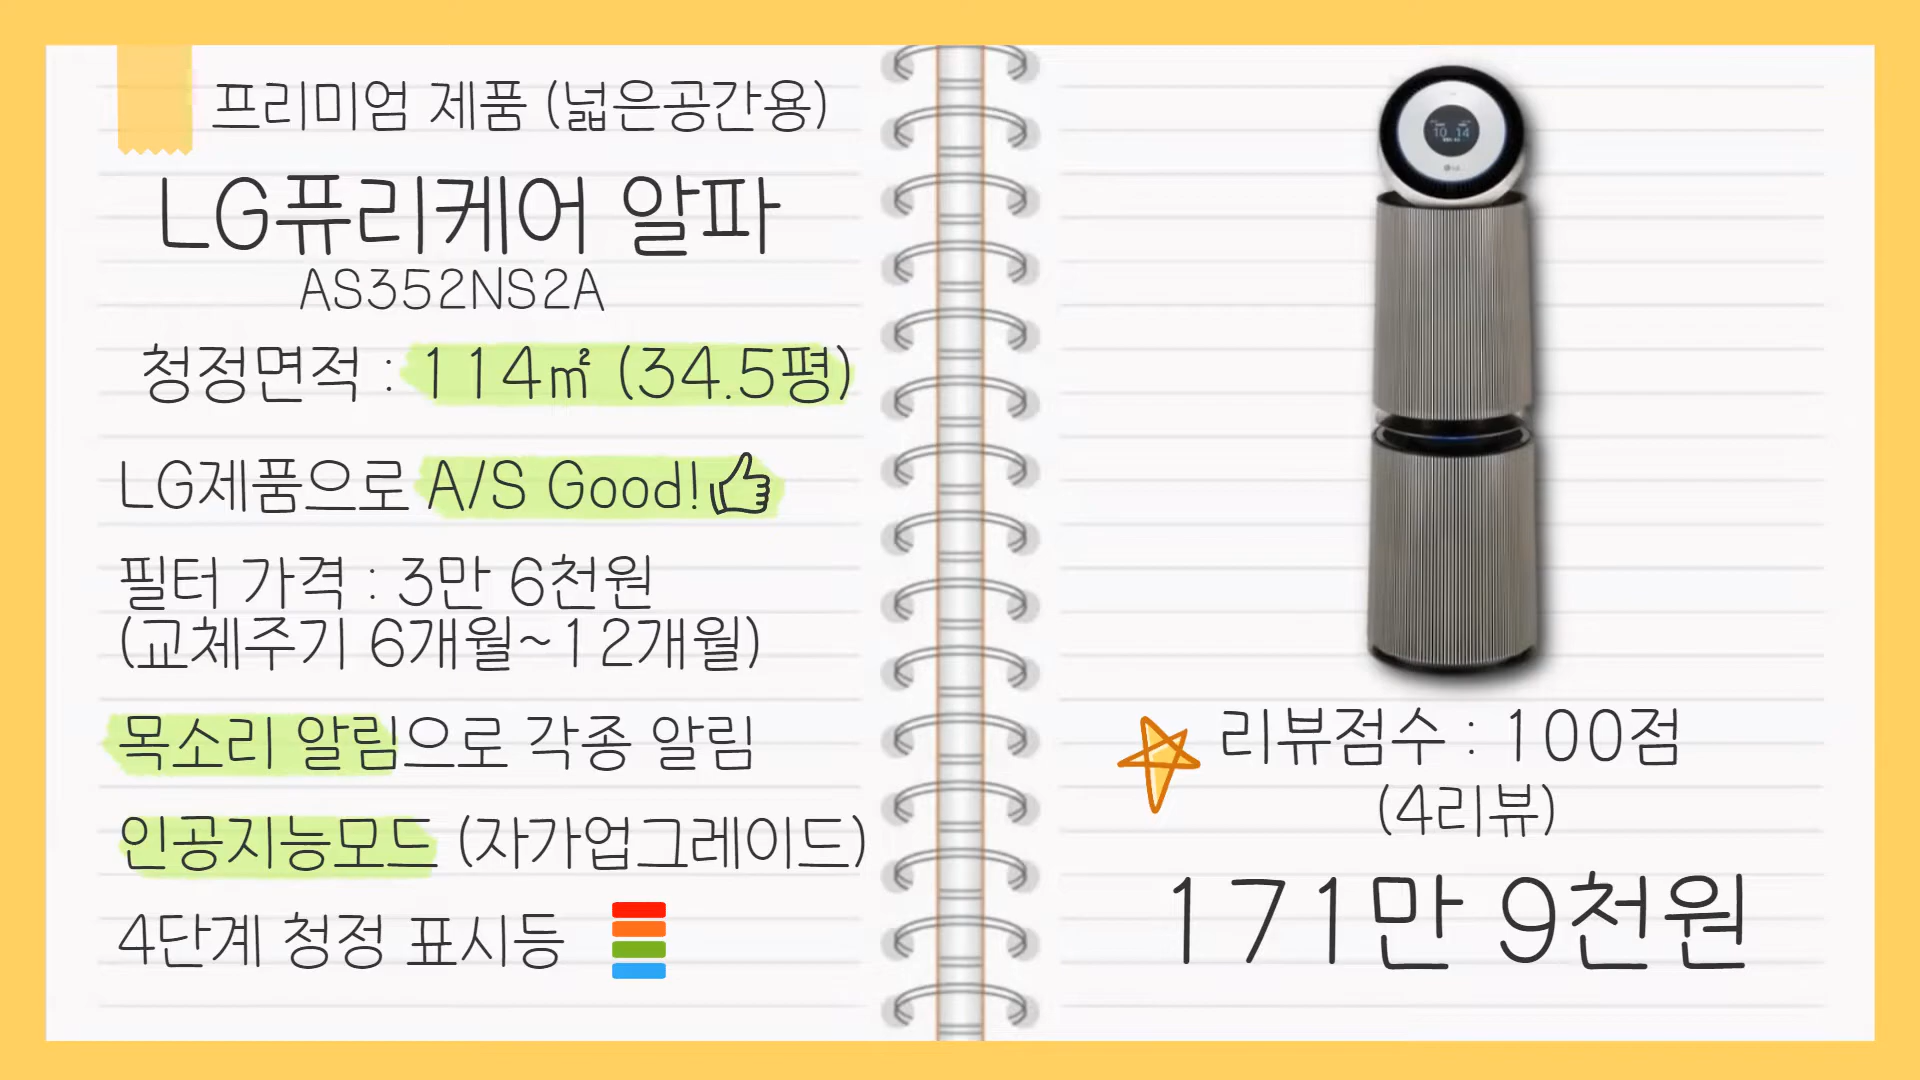 프리미엄 제품 (넓은공간용)
LG퓨리케어 알파
AS352NS2A
청정면적 : 114㎡ (34.5평)
LG제품으로 A/S Good!
필터 가격 : 3만 6천원
(교체주기 6개월~12개월)
목소리 알림으로 각종 알림
인공지능모드 (자가업그레이드)
4단계 청정 표시등
10 14
LG
리뷰점수 : 100점
(4리뷰)
171만 9천원